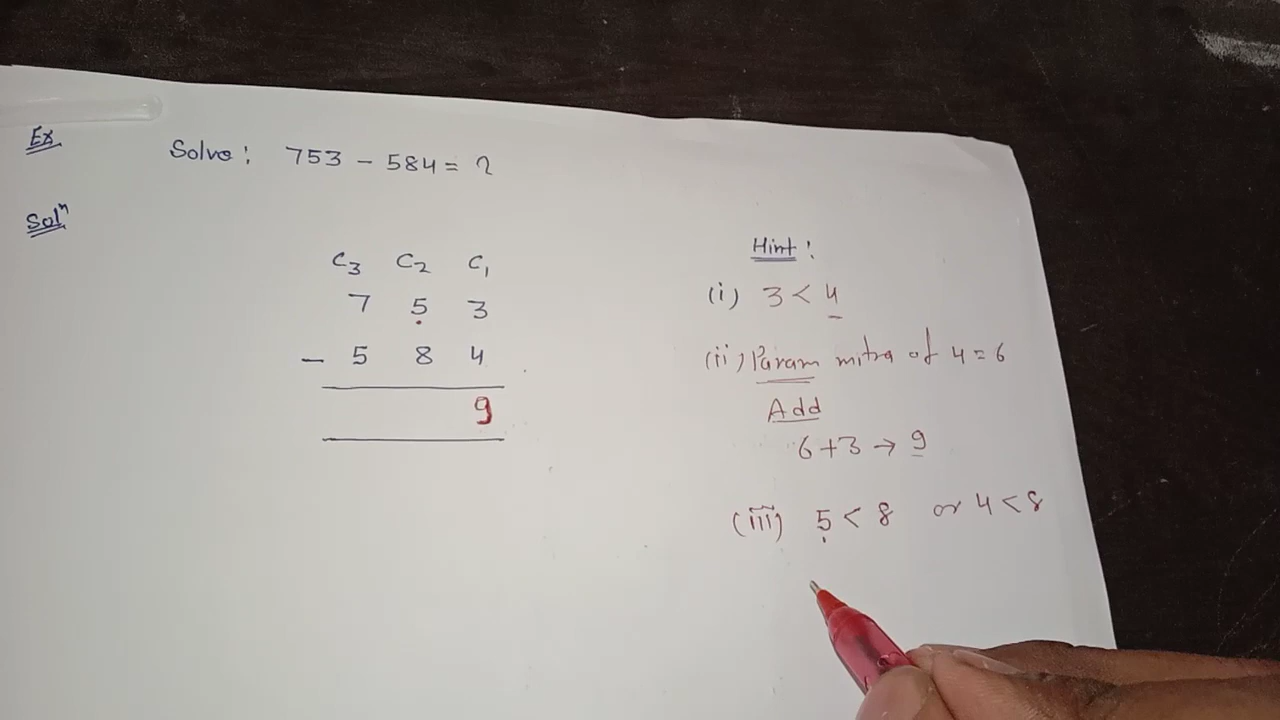 Ex
Solve: 753 - 584 = ?
Solⁿ
C₃ C₂ C₁
7 5 3
- 5 8 4
9
Hint:
(i) 3 < 4
(ii) Param mitra of 4 = 6
Add
6+3 → 9
(iii) 5 < 8 or 4 < 8